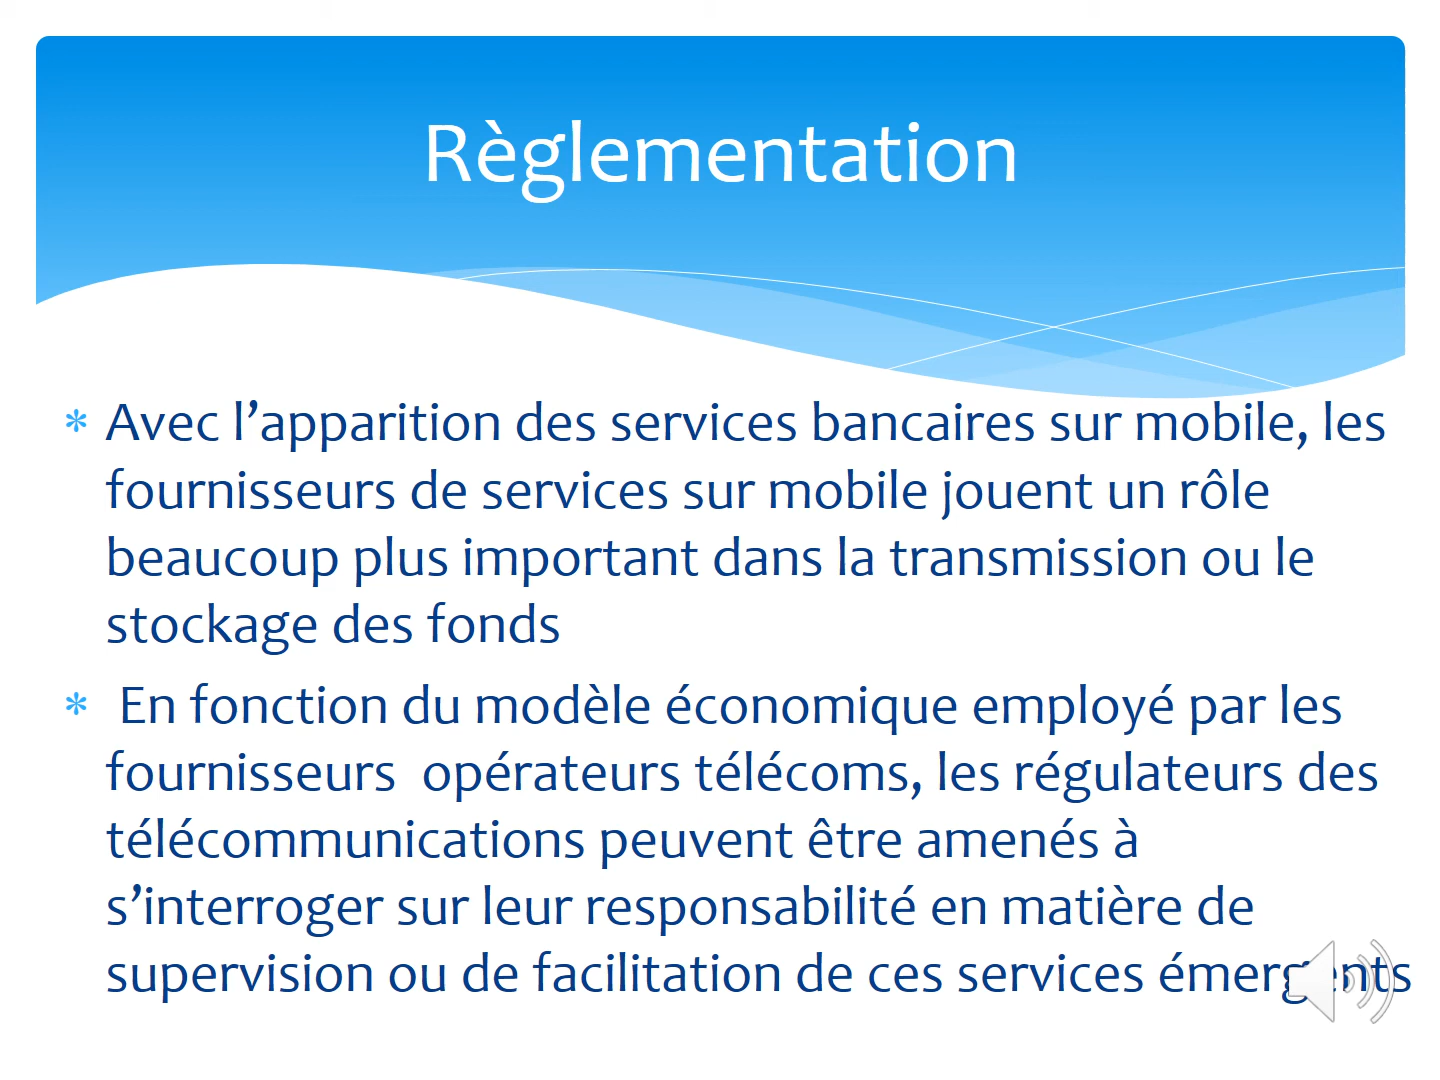 Règlementation
Avec l’apparition des services bancaires sur mobile, les
fournisseurs de services sur mobile jouent un rôle
beaucoup plus important dans la transmission ou le
stockage des fonds
En fonction du modèle économique employé par les
fournisseurs  opérateurs télécoms, les régulateurs des
télécommunications peuvent être amenés à
s’interroger sur leur responsabilité en matière de
supervision ou de facilitation de ces services émergents